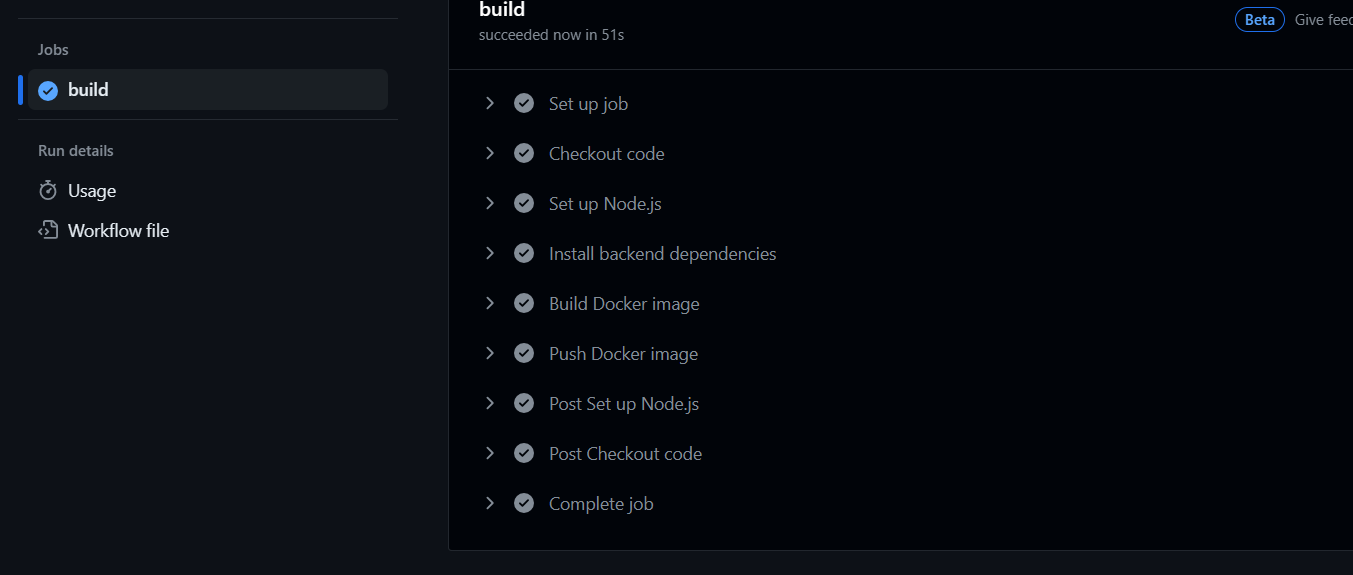 Jobs
build
Run details
Usage
Workflow file
build
succeeded now in 51s
Beta
Give
Set up job
Checkout code
Set up Node.js
Install backend dependencies
Build Docker image
Push Docker image
Post Set up Node.js
Post Checkout code
Complete job